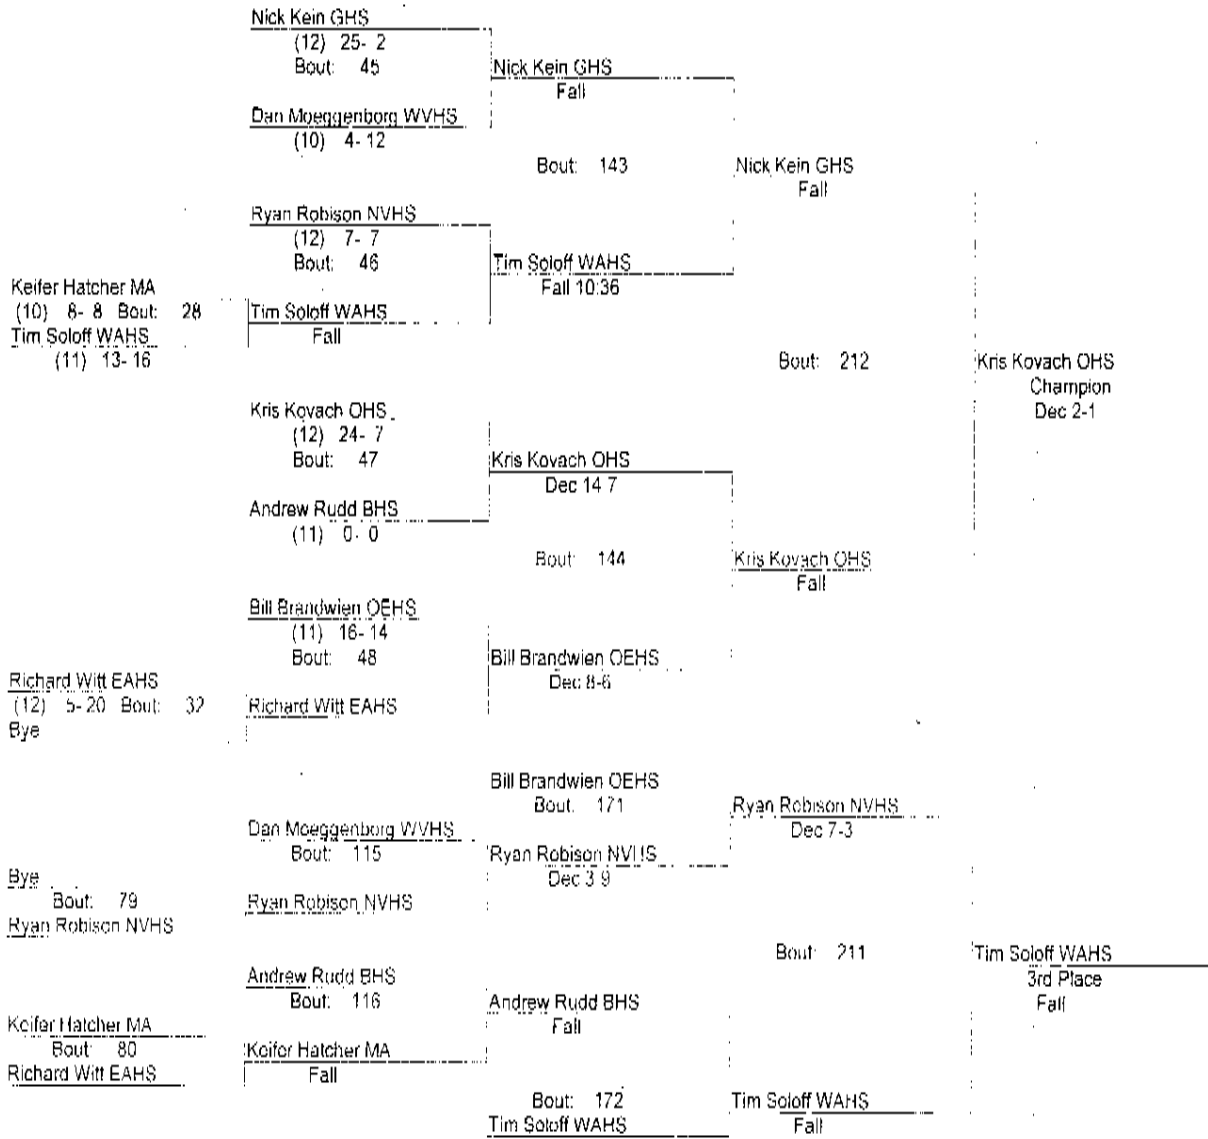 Nick Kein GHS
(12) 25- 2
Bout: 45
Nick Kein GHS
Fall
Dan Moeggenborg WVHS
(10) 4- 12
Bout: 143
Nick Kein GHS
Fall
Ryan Robison NVHS
(12) 7- 7
Bout: 46
Tim Soloff WAHS
Fall 10:36
Keifer Hatcher MA
(10) 8- 8 Bout: 28
Tim Soloff WAHS
Tim Soloff WAHS
Fall
(11) 13- 16
Bout: 212
Kris Kovach OHS
Champion
Dec 2-1
Kris Kovach OHS
(12) 24- 7
Bout: 47
Kris Kovach OHS
Dec 14 7
Andrew Rudd BHS
(11) 0- 0
Bout: 144
Kris Kovach OHS
Fall
Bill Brandwien OEHS
(11) 16- 14
Bout: 48
Bill Brandwien OEHS
Dec 8-6
Richard Witt EAHS
(12) 5- 20 Bout: 32
Richard Witt EAHS
Bye
Bill Brandwien OEHS
Bout: 171
Ryan Robison NVHS
Dec 7-3
Dan Moeggenborg WVHS
Bout: 115
Ryan Robison NVHS
Dec 3 9
Bye
Bout: 79
Ryan Robison NVHS
Ryan Robison NVHS
Bout: 211
Tim Soloff WAHS
3rd Place
Fall
Andrew Rudd BHS
Bout: 116
Andrew Rudd BHS
Fall
Keifer Hatcher MA
Bout: 80
Richard Witt EAHS
Keifer Hatcher MA
Fall
Bout: 172
Tim Soloff WAHS
Tim Soloff WAHS
Fall